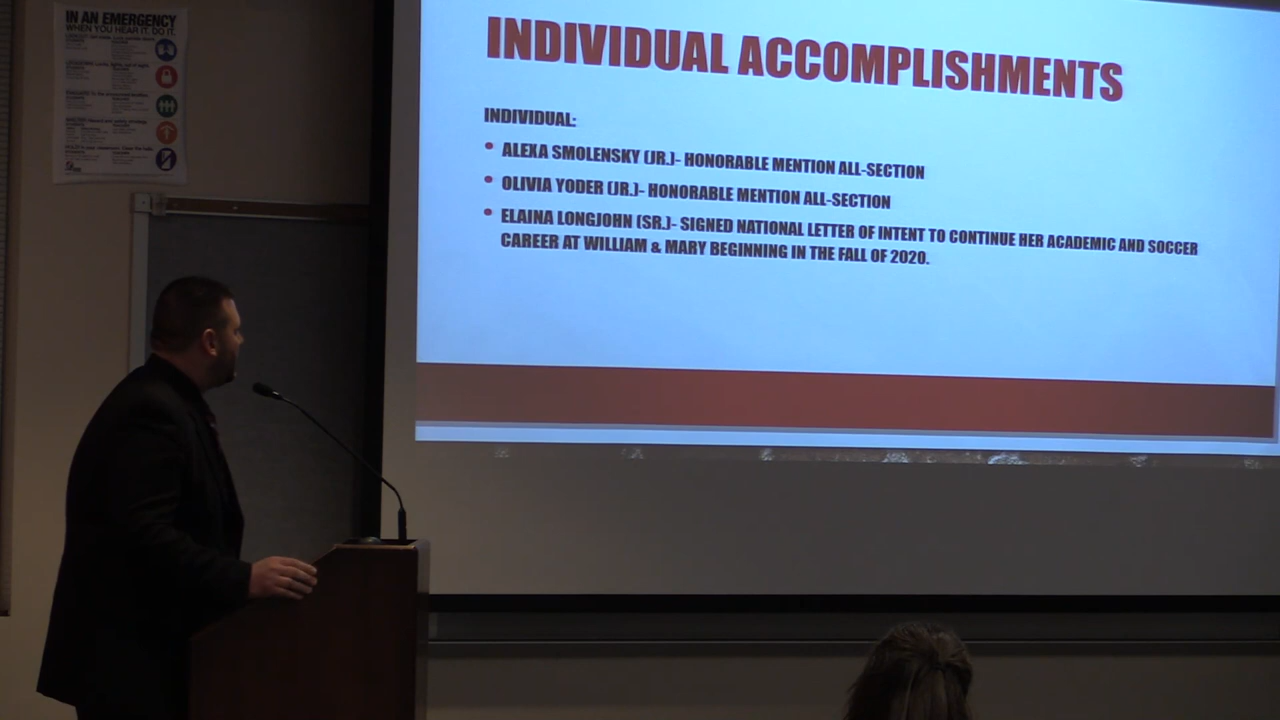 IN AN EMERGENCY
WHEN YOU HEAR IT. DO IT.
INDIVIDUAL ACCOMPLISHMENTS
INDIVIDUAL:
• ALEXA SMOLENSKY (JR.)- HONORABLE MENTION ALL-SECTION
• OLIVIA YODER (JR.)- HONORABLE MENTION ALL-SECTION
• ELAINA LONGJOHN (SR.)- SIGNED NATIONAL LETTER OF INTENT TO CONTINUE HER ACADEMIC AND SOCCER
CAREER AT WILLIAM & MARY BEGINNING IN THE FALL OF 2020.